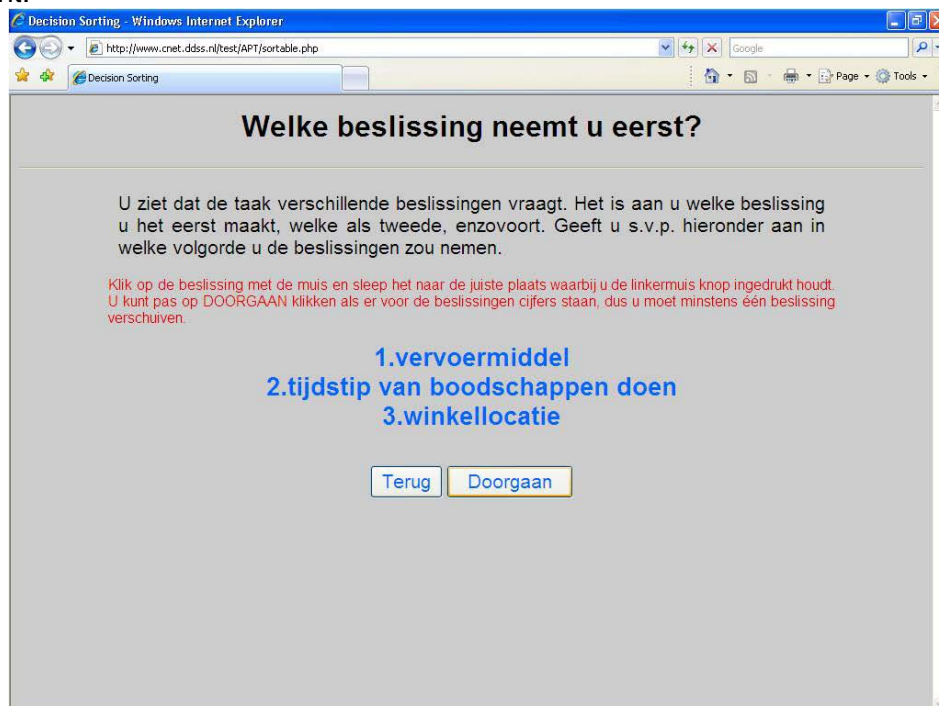 Decision Sorting - Windows Internet Explorer
http://www.cnet.ddss.nl/test/APT/sortable.php
Google
Decision Sorting
Page
Tools
Welke beslissing neemt u eerst?
U ziet dat de taak verschillende beslissingen vraagt. Het is aan u welke beslissing
u het eerst maakt, welke als tweede, enzovoort. Geeft u s.v.p. hieronder aan in
welke volgorde u de beslissingen zou nemen.
Klik op de beslissing met de muis en sleep het naar de juiste plaats waarbij u de linkermuis knop ingedrukt houdt.
U kunt pas op DOORGAAN klikken als er voor de beslissingen cijfers staan, dus u moet minstens één beslissing
verschuiven.
1.vervoermiddel
2.tijdstip van boodschappen doen
3.winkellocatie
Terug
Doorgaan